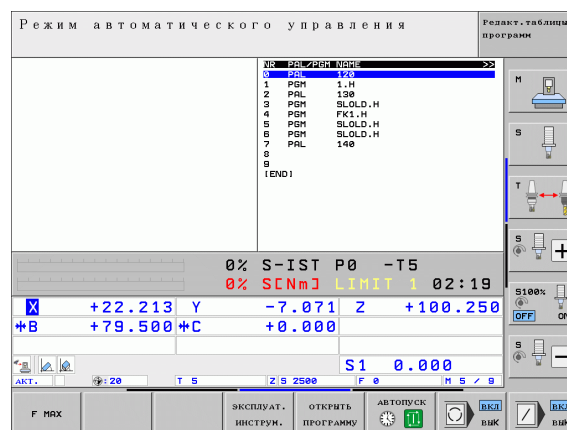 Режим автоматического управления
Редакт.таблицы
программ
NR PAL/PGM NAME >>
0 PAL 120
1 PGM 1.H
2 PAL 130
3 PGM SLOLD.H
4 PGM FK1.H
5 PGM SLOLD.H
6 PGM SLOLD.H
7 PAL 140
8
9
[END]
M
S
T
S
S100%
OFF ON
S
0% S-IST P0 -T5
0% S[Nm] LIMIT 1 02:19
X +22.213 Y -7.071 Z +100.250
B +79.500 C +0.000
S1 0.000
АКТ. :20 T 5 Z S 2500 F 0 M 5 / 9
F MAX
ЭКСПЛУАТ.
ИНСТРУМ.
ОТКРЫТЬ
ПРОГРАММУ
АВТОПУСК
ВКЛ
ВЫК
ВКЛ
ВЫК